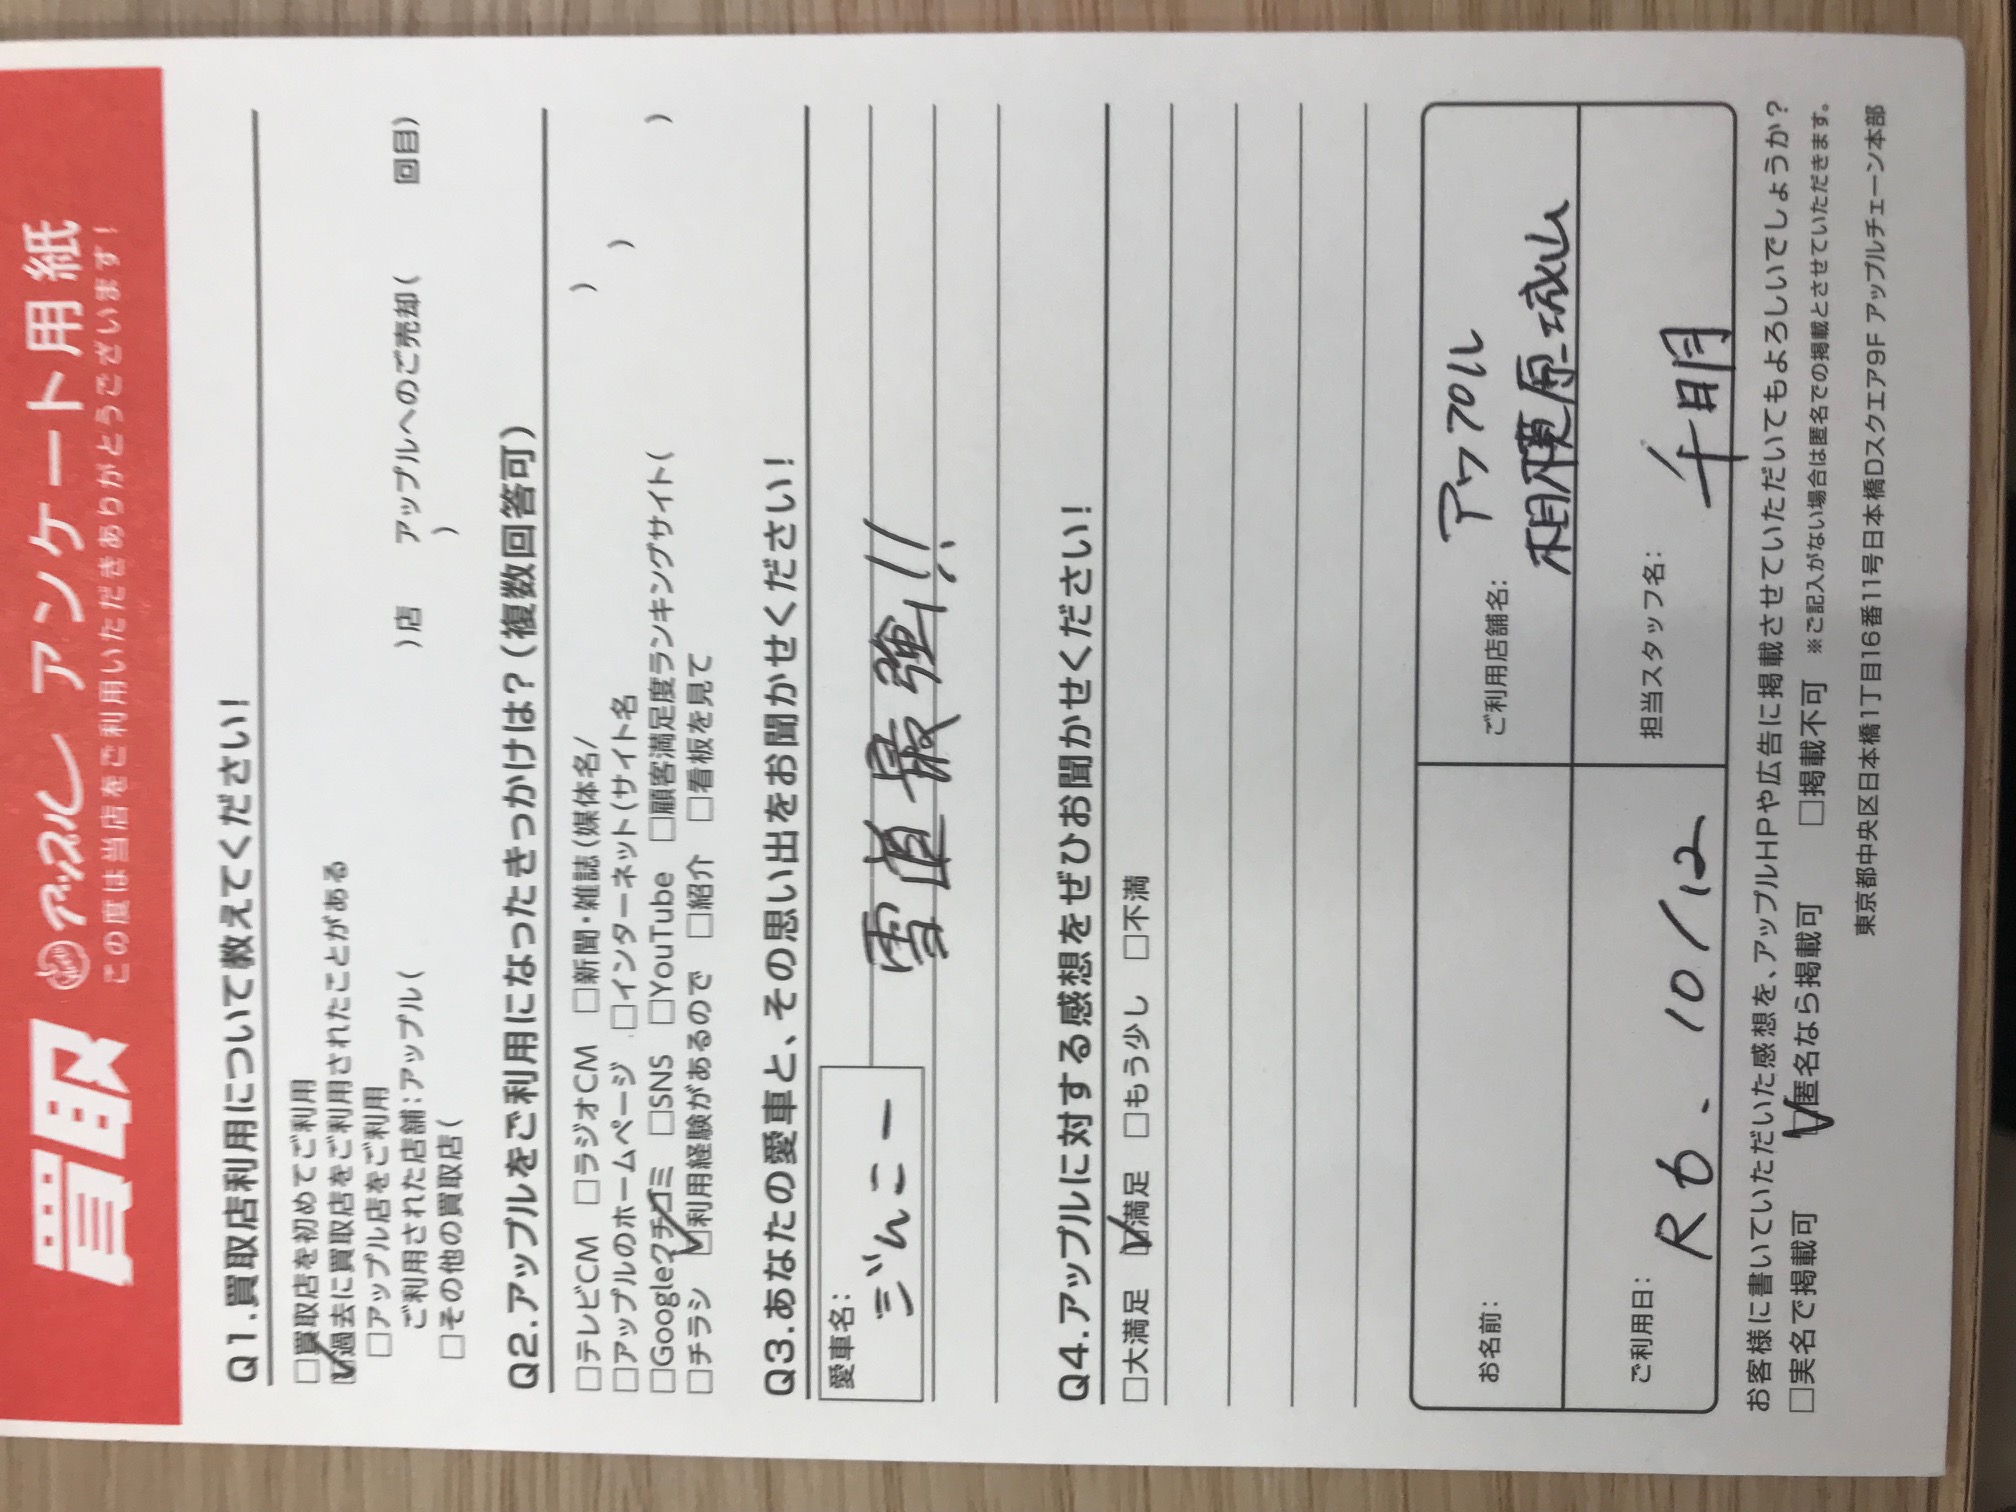 買取 アップル アンケート用紙
この度は当店をご利用いただきありがとうございます!
Q1.買取店利用について教えてください!
□買取店を初めてご利用
☑過去に買取店をご利用されたことがある
□アップル店をご利用
ご利用された店舗:アップル( )店 アップルへのご売却( 回目)
□その他の買取店( )
Q2.アップルをご利用になったきっかけは?(複数回答可)
□テレビCM □ラジオCM □新聞・雑誌(媒体名/ )
□アップルのホームページ □インターネット(サイト名 )
□Googleクチコミ □SNS □YouTube □顧客満足度ランキングサイト( )
□チラシ ☑利用経験があるので □紹介 □看板を見て
Q3.あなたの愛車と、その思い出をお聞かせください!
愛車名:
じんこー
雪道最強!!
Q4.アップルに対する感想をぜひお聞かせください!
□大満足 ☑満足 □もう少し □不満
お名前:
ご利用店舗名:
アップル
相模原城山
ご利用日:
R6.10/12
担当スタッフ名:
千明
お客様に書いていただいた感想を、アップルHPや広告に掲載させていただいてもよろしいでしょうか?
□実名で掲載可 ☑匿名なら掲載可 □掲載不可 ※ご記入がない場合は匿名での掲載とさせていただきます。
東京都中央区日本橋1丁目16番11号日本橋Dスクエア9F アップルチェーン本部